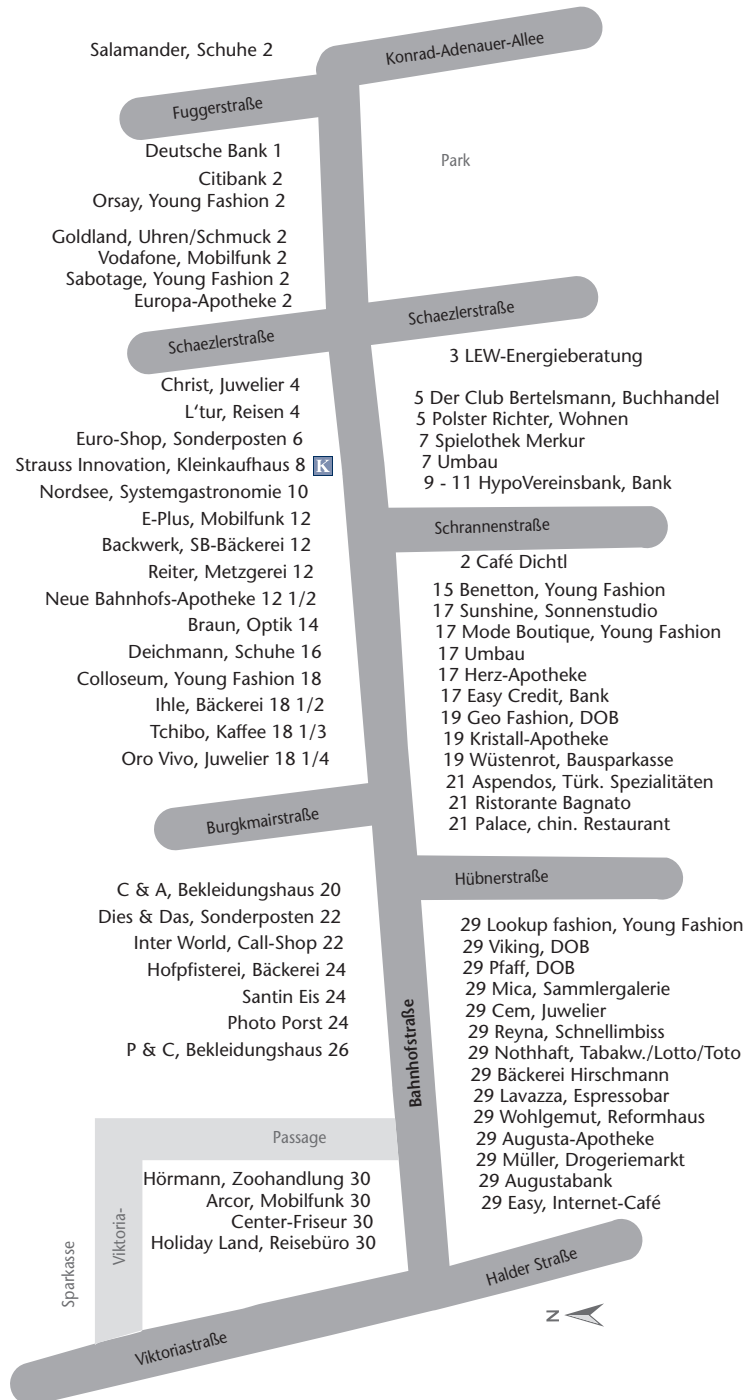 Salamander, Schuhe 2
Konrad-Adenauer-Allee
Fuggerstraße
Deutsche Bank 1
Citibank 2
Orsay, Young Fashion 2
Goldland, Uhren/Schmuck 2
Vodafone, Mobilfunk 2
Sabotage, Young Fashion 2
Europa-Apotheke 2
Park
Schaezlerstraße
Schaezlerstraße
Christ, Juwelier 4
L‘tur, Reisen 4
Euro-Shop, Sonderposten 6
Strauss Innovation, Kleinkaufhaus 8 K
Nordsee, Systemgastronomie 10
E-Plus, Mobilfunk 12
Backwerk, SB-Bäckerei 12
Reiter, Metzgerei 12
Neue Bahnhofs-Apotheke 12 1/2
Braun, Optik 14
Deichmann, Schuhe 16
Colloseum, Young Fashion 18
Ihle, Bäckerei 18 1/2
Tchibo, Kaffee 18 1/3
Oro Vivo, Juwelier 18 1/4
3 LEW-Energieberatung
5 Der Club Bertelsmann, Buchhandel
5 Polster Richter, Wohnen
7 Spielothek Merkur
7 Umbau
9 - 11 HypoVereinsbank, Bank
Schrannenstraße
2 Café Dichtl
15 Benetton, Young Fashion
17 Sunshine, Sonnenstudio
17 Mode Boutique, Young Fashion
17 Umbau
17 Herz-Apotheke
17 Easy Credit, Bank
19 Geo Fashion, DOB
19 Kristall-Apotheke
19 Wüstenrot, Bausparkasse
21 Aspendos, Türk. Spezialitäten
21 Ristorante Bagnato
21 Palace, chin. Restaurant
Burgkmairstraße
Hübnerstraße
C & A, Bekleidungshaus 20
Dies & Das, Sonderposten 22
Inter World, Call-Shop 22
Hofpfisterei, Bäckerei 24
Santin Eis 24
Photo Porst 24
P & C, Bekleidungshaus 26
Bahnhofstraße
29 Lookup fashion, Young Fashion
29 Viking, DOB
29 Pfaff, DOB
29 Mica, Sammlergalerie
29 Cem, Juwelier
29 Reyna, Schnellimbiss
29 Nothhaft, Tabakw./Lotto/Toto
29 Bäckerei Hirschmann
29 Lavazza, Espressobar
29 Wohlgemut, Reformhaus
29 Augusta-Apotheke
29 Müller, Drogeriemarkt
29 Augustabank
29 Easy, Internet-Café
Passage
Viktoria-
Sparkasse
Hörmann, Zoohandlung 30
Arcor, Mobilfunk 30
Center-Friseur 30
Holiday Land, Reisebüro 30
Halder Straße
Viktoriastraße
N